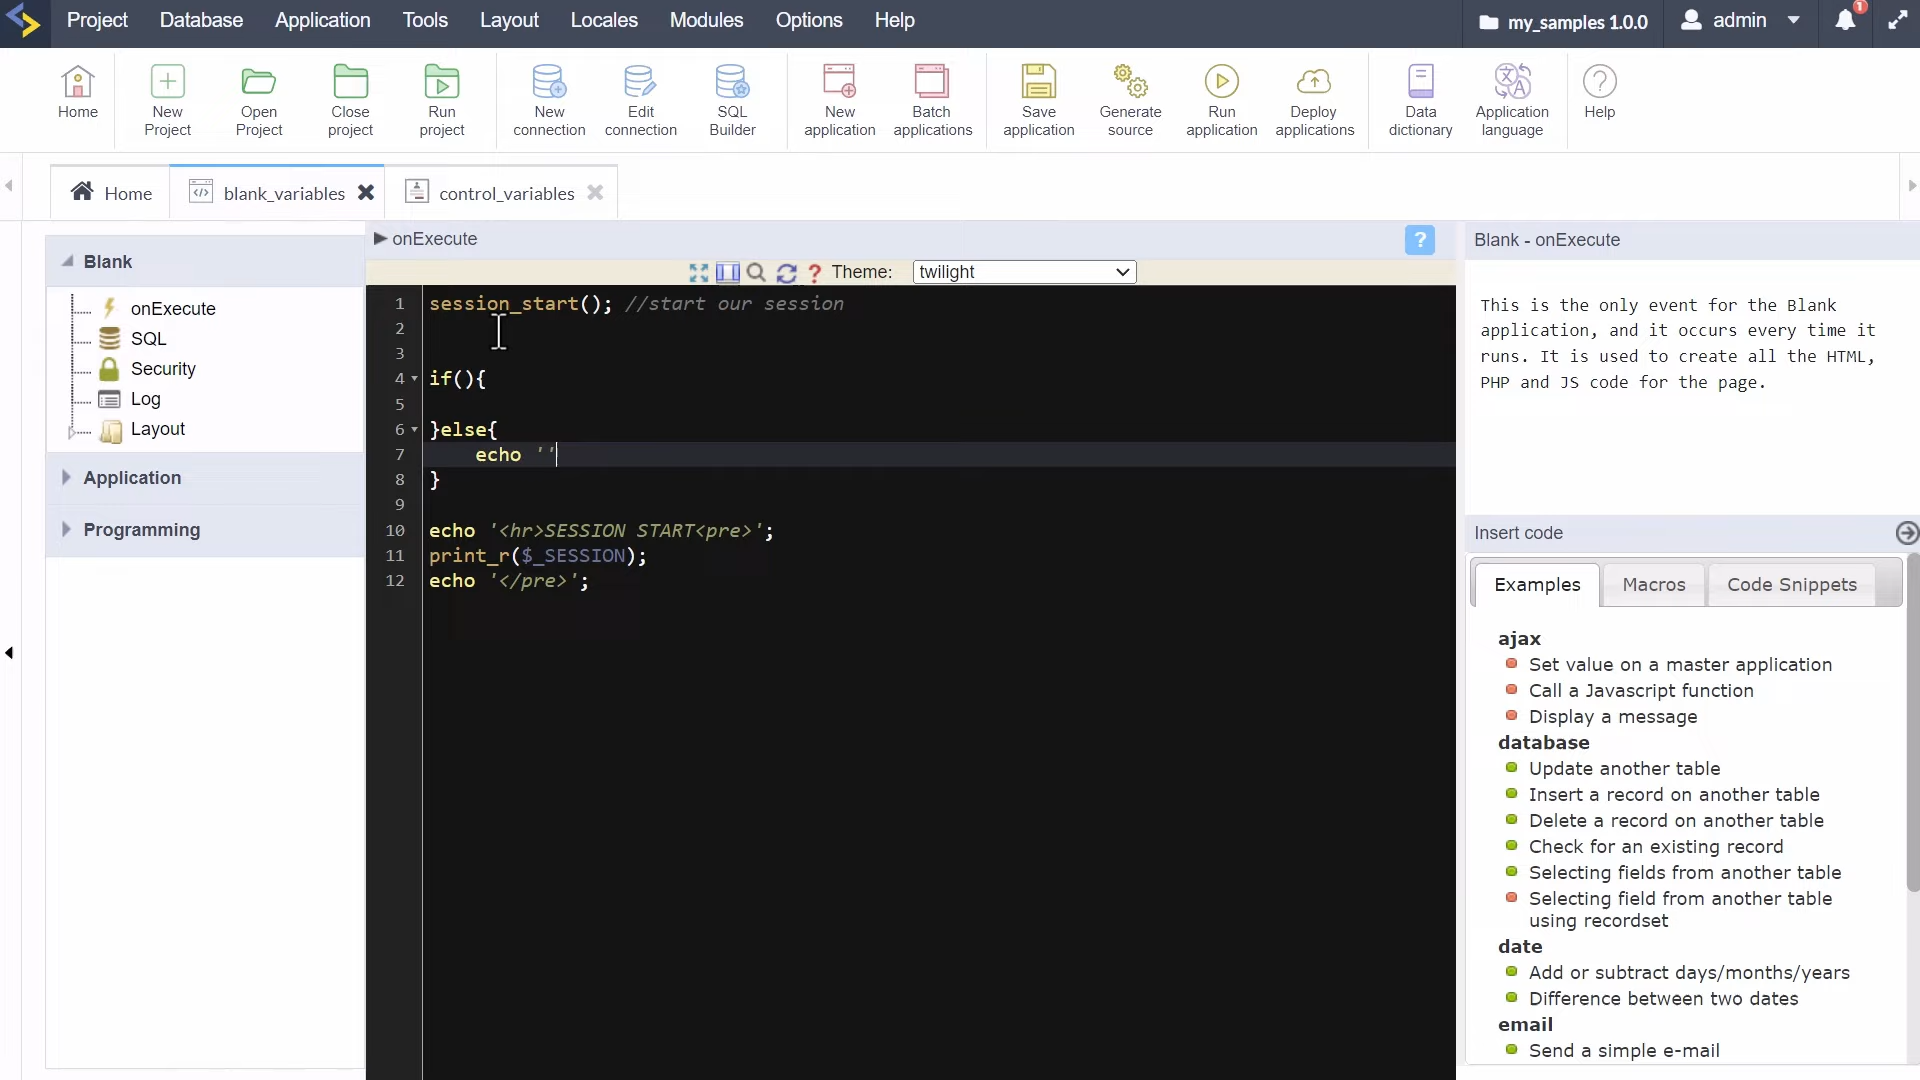 Project Database Application Tools Layout Locales Modules Options Help my_samples 1.0.0 admin 1
Home
New Project
Open Project
Close project
Run project
New connection
Edit connection
SQL Builder
New application
Batch applications
Save application
Generate source
Run application
Deploy applications
Data dictionary
Application language
Help
Home blank_variables control_variables
Blank
onExecute
SQL
Security
Log
Layout
Application
Programming
onExecute ?
? Theme: twilight
1 session_start(); //start our session
2
3
4 if(){
5
6 }else{
7 echo ''
8 }
9
10 echo '<hr>SESSION START<pre>';
11 print_r($_SESSION);
12 echo '</pre>';
Blank - onExecute
This is the only event for the Blank
application, and it occurs every time it
runs. It is used to create all the HTML,
PHP and JS code for the page.
Insert code
Examples Macros Code Snippets
ajax
Set value on a master application
Call a Javascript function
Display a message
database
Update another table
Insert a record on another table
Delete a record on another table
Check for an existing record
Selecting fields from another table
Selecting field from another table
using recordset
date
Add or subtract days/months/years
Difference between two dates
email
Send a simple e-mail